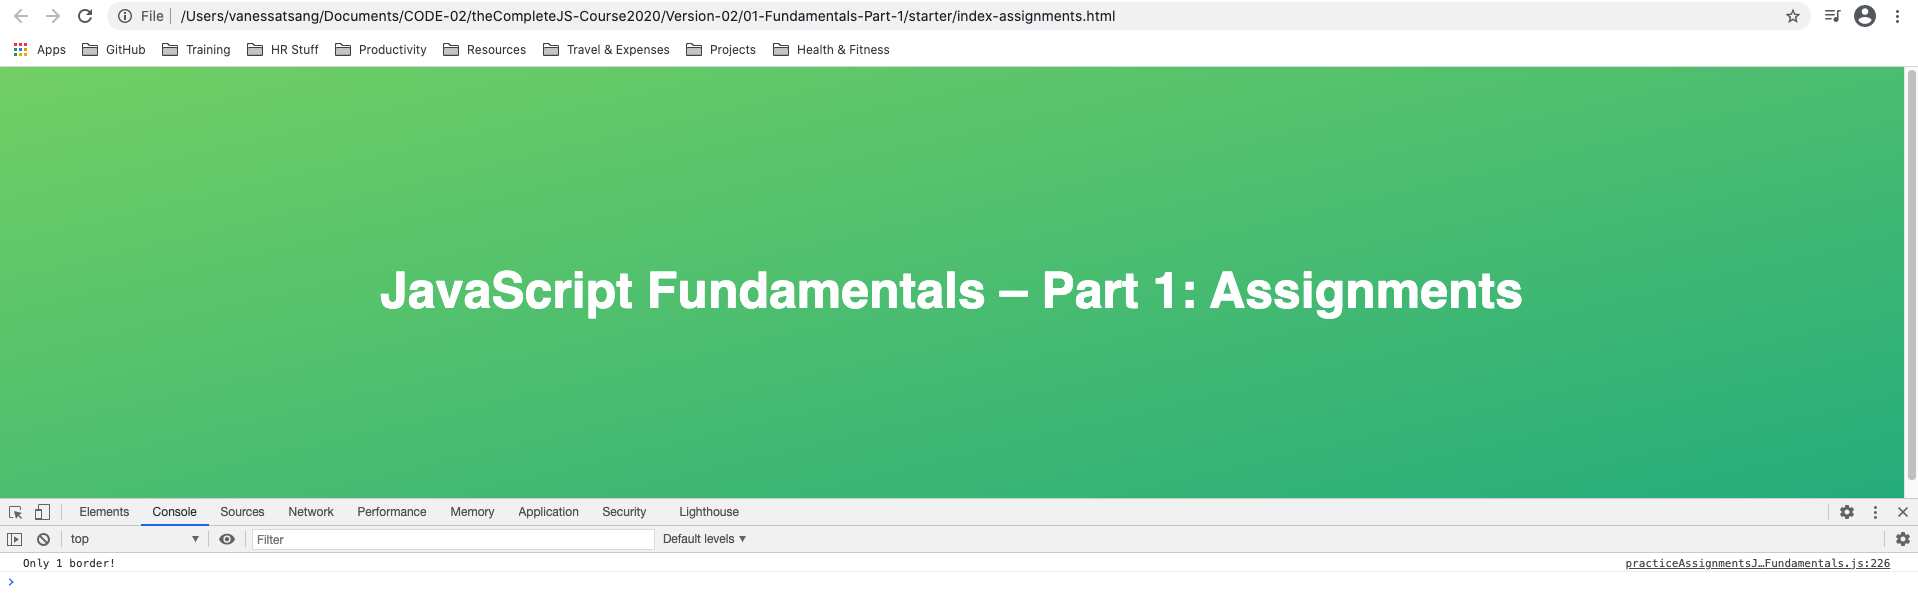 File /Users/vanessatsang/Documents/CODE-02/theCompleteJS-Course2020/Version-02/01-Fundamentals-Part-1/starter/index-assignments.html
Apps GitHub Training HR Stuff Productivity Resources Travel & Expenses Projects Health & Fitness
JavaScript Fundamentals – Part 1: Assignments
Elements Console Sources Network Performance Memory Application Security Lighthouse
top Filter Default levels
Only 1 border! practiceAssignmentsJ…Fundamentals.js:226